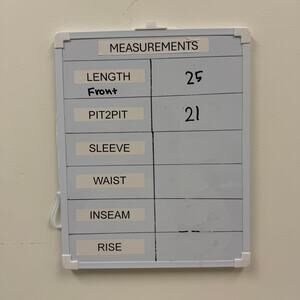 MEASUREMENTS
LENGTH 25
Front
PIT2PIT 21
SLEEVE
WAIST
INSEAM
RISE